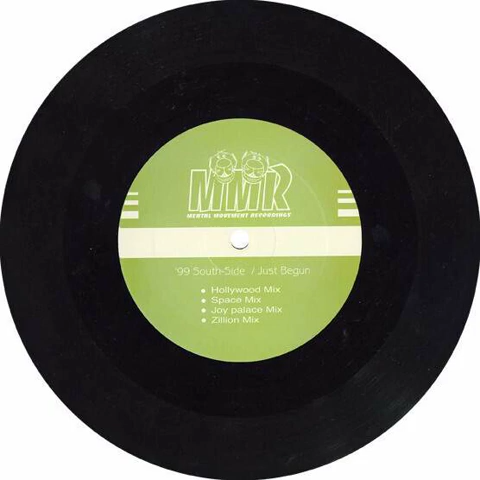 MMR
MENTAL MOVEMENT RECORDINGS
'99 South-Side / Just Begun
• Hollywood Mix
• Space Mix
• Joy palace Mix
• Zillion Mix